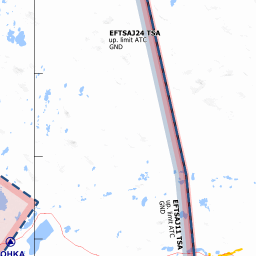 EFTSAJ24 TSA
up. limit ATC
GND
EFTSAJ11 TSA
up. limit ATC
GND
OHKA